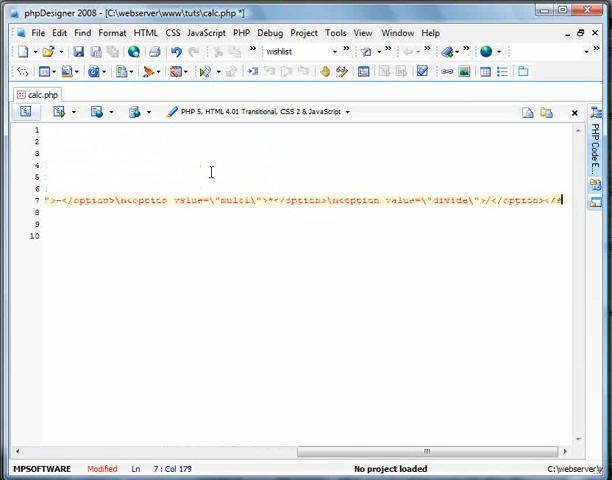 phpDesigner 2008 - [C:\webserver\www\tuts\calc.php *]
File Edit Find Format HTML CSS JavaScript PHP Debug Project Tools Window Help
wishlist
calc.php
PHP 5, HTML 4.01 Transitional, CSS 2 & JavaScript
PHP Code E...
1
2
3
4
5
6
7 ">-</option>\n<option value=\"multi\">*</option>\n<option value=\"divide\">/</option></s
8
9
10
MPSOFTWARE Modified Ln 7 : Col 179 No project loaded C:\webserver\w